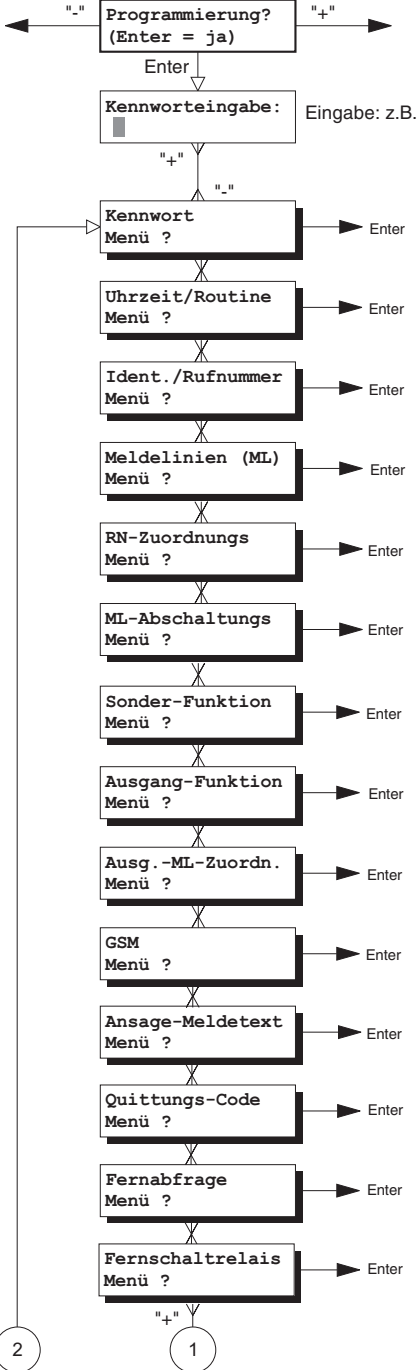 "-"
Programmierung?
"+"
(Enter = ja)
Enter
Kennworteingabe:
Eingabe: z.B.
"+"
"-"
Kennwort
Menü ?
Enter
Uhrzeit/Routine
Menü ?
Enter
Ident./Rufnummer
Menü ?
Enter
Meldelinien (ML)
Menü ?
Enter
RN-Zuordnungs
Menü ?
Enter
ML-Abschaltungs
Menü ?
Enter
Sonder-Funktion
Menü ?
Enter
Ausgang-Funktion
Menü ?
Enter
Ausg.-ML-Zuordn.
Menü ?
Enter
GSM
Menü ?
Enter
Ansage-Meldetext
Menü ?
Enter
Quittungs-Code
Menü ?
Enter
Fernabfrage
Menü ?
Enter
Fernschaltrelais
Menü ?
Enter
"+"
2
1